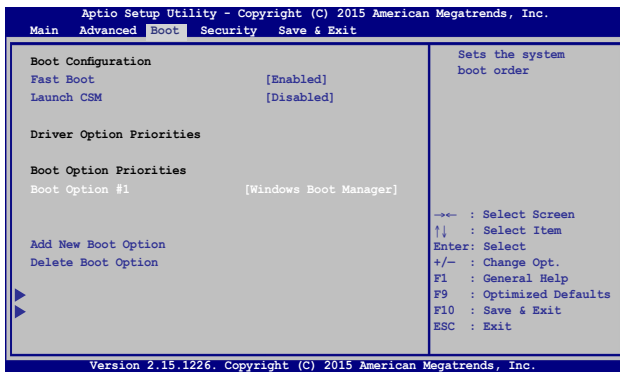 Aptio Setup Utility - Copyright (C) 2015 American Megatrends, Inc.
Main Advanced Boot Security Save & Exit
Boot Configuration
Fast Boot [Enabled]
Launch CSM [Disabled]
Driver Option Priorities
Boot Option Priorities
Boot Option #1 [Windows Boot Manager]
Add New Boot Option
Delete Boot Option
Sets the system
boot order
→← : Select Screen
↑↓ : Select Item
Enter: Select
+/— : Change Opt.
F1 : General Help
F9 : Optimized Defaults
F10 : Save & Exit
ESC : Exit
Version 2.15.1226. Copyright (C) 2015 American Megatrends, Inc.